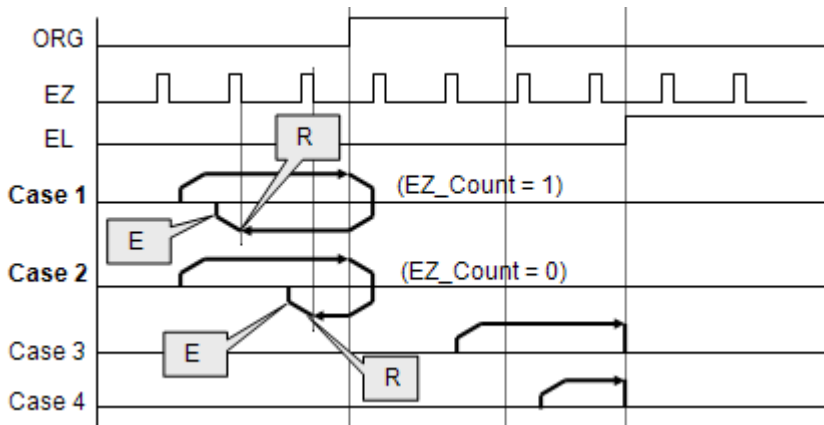 ORG
EZ
EL
R
Case 1
(EZ_Count = 1)
E
Case 2
(EZ_Count = 0)
E
Case 3
R
Case 4